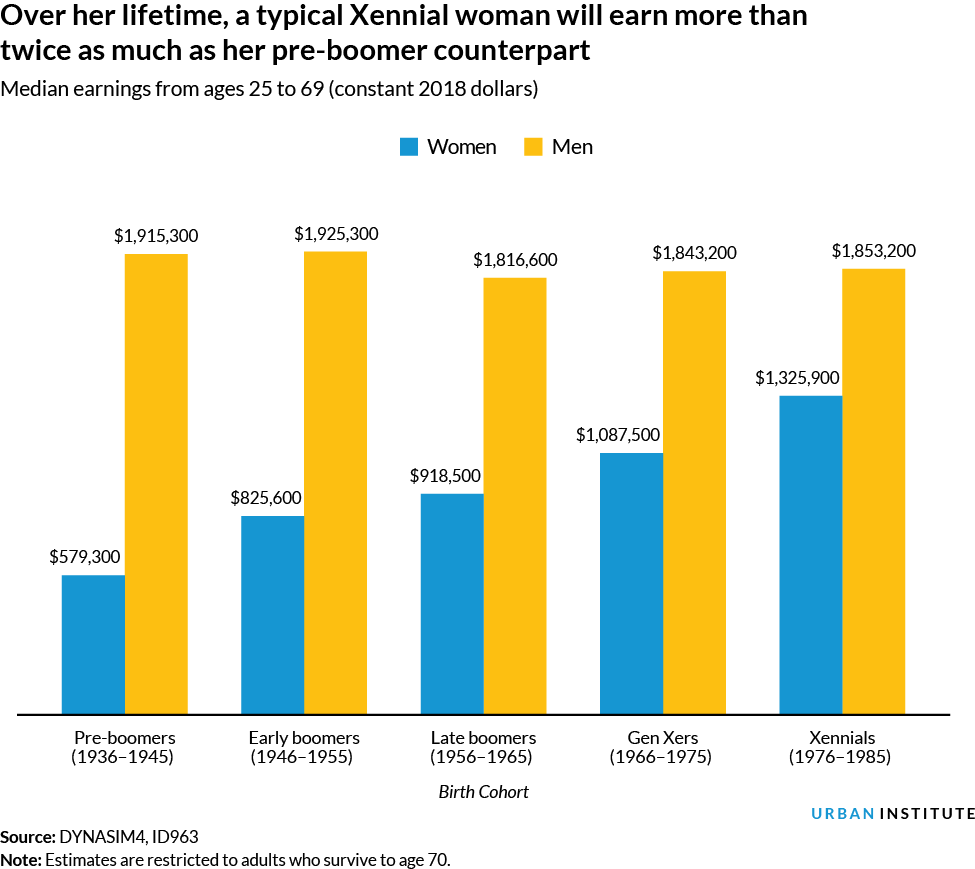 Over her lifetime, a typical Xennial woman will earn more than
twice as much as her pre-boomer counterpart
Median earnings from ages 25 to 69 (constant 2018 dollars)
Women Men
$1,915,300
$1,925,300
$1,816,600
$1,843,200
$1,853,200
$579,300
$825,600
$918,500
$1,087,500
$1,325,900
Pre-boomers
(1936–1945)
Early boomers
(1946–1955)
Late boomers
(1956–1965)
Gen Xers
(1966–1975)
Xennials
(1976–1985)
Birth Cohort
URBAN INSTITUTE
Source: DYNASIM4, ID963
Note: Estimates are restricted to adults who survive to age 70.